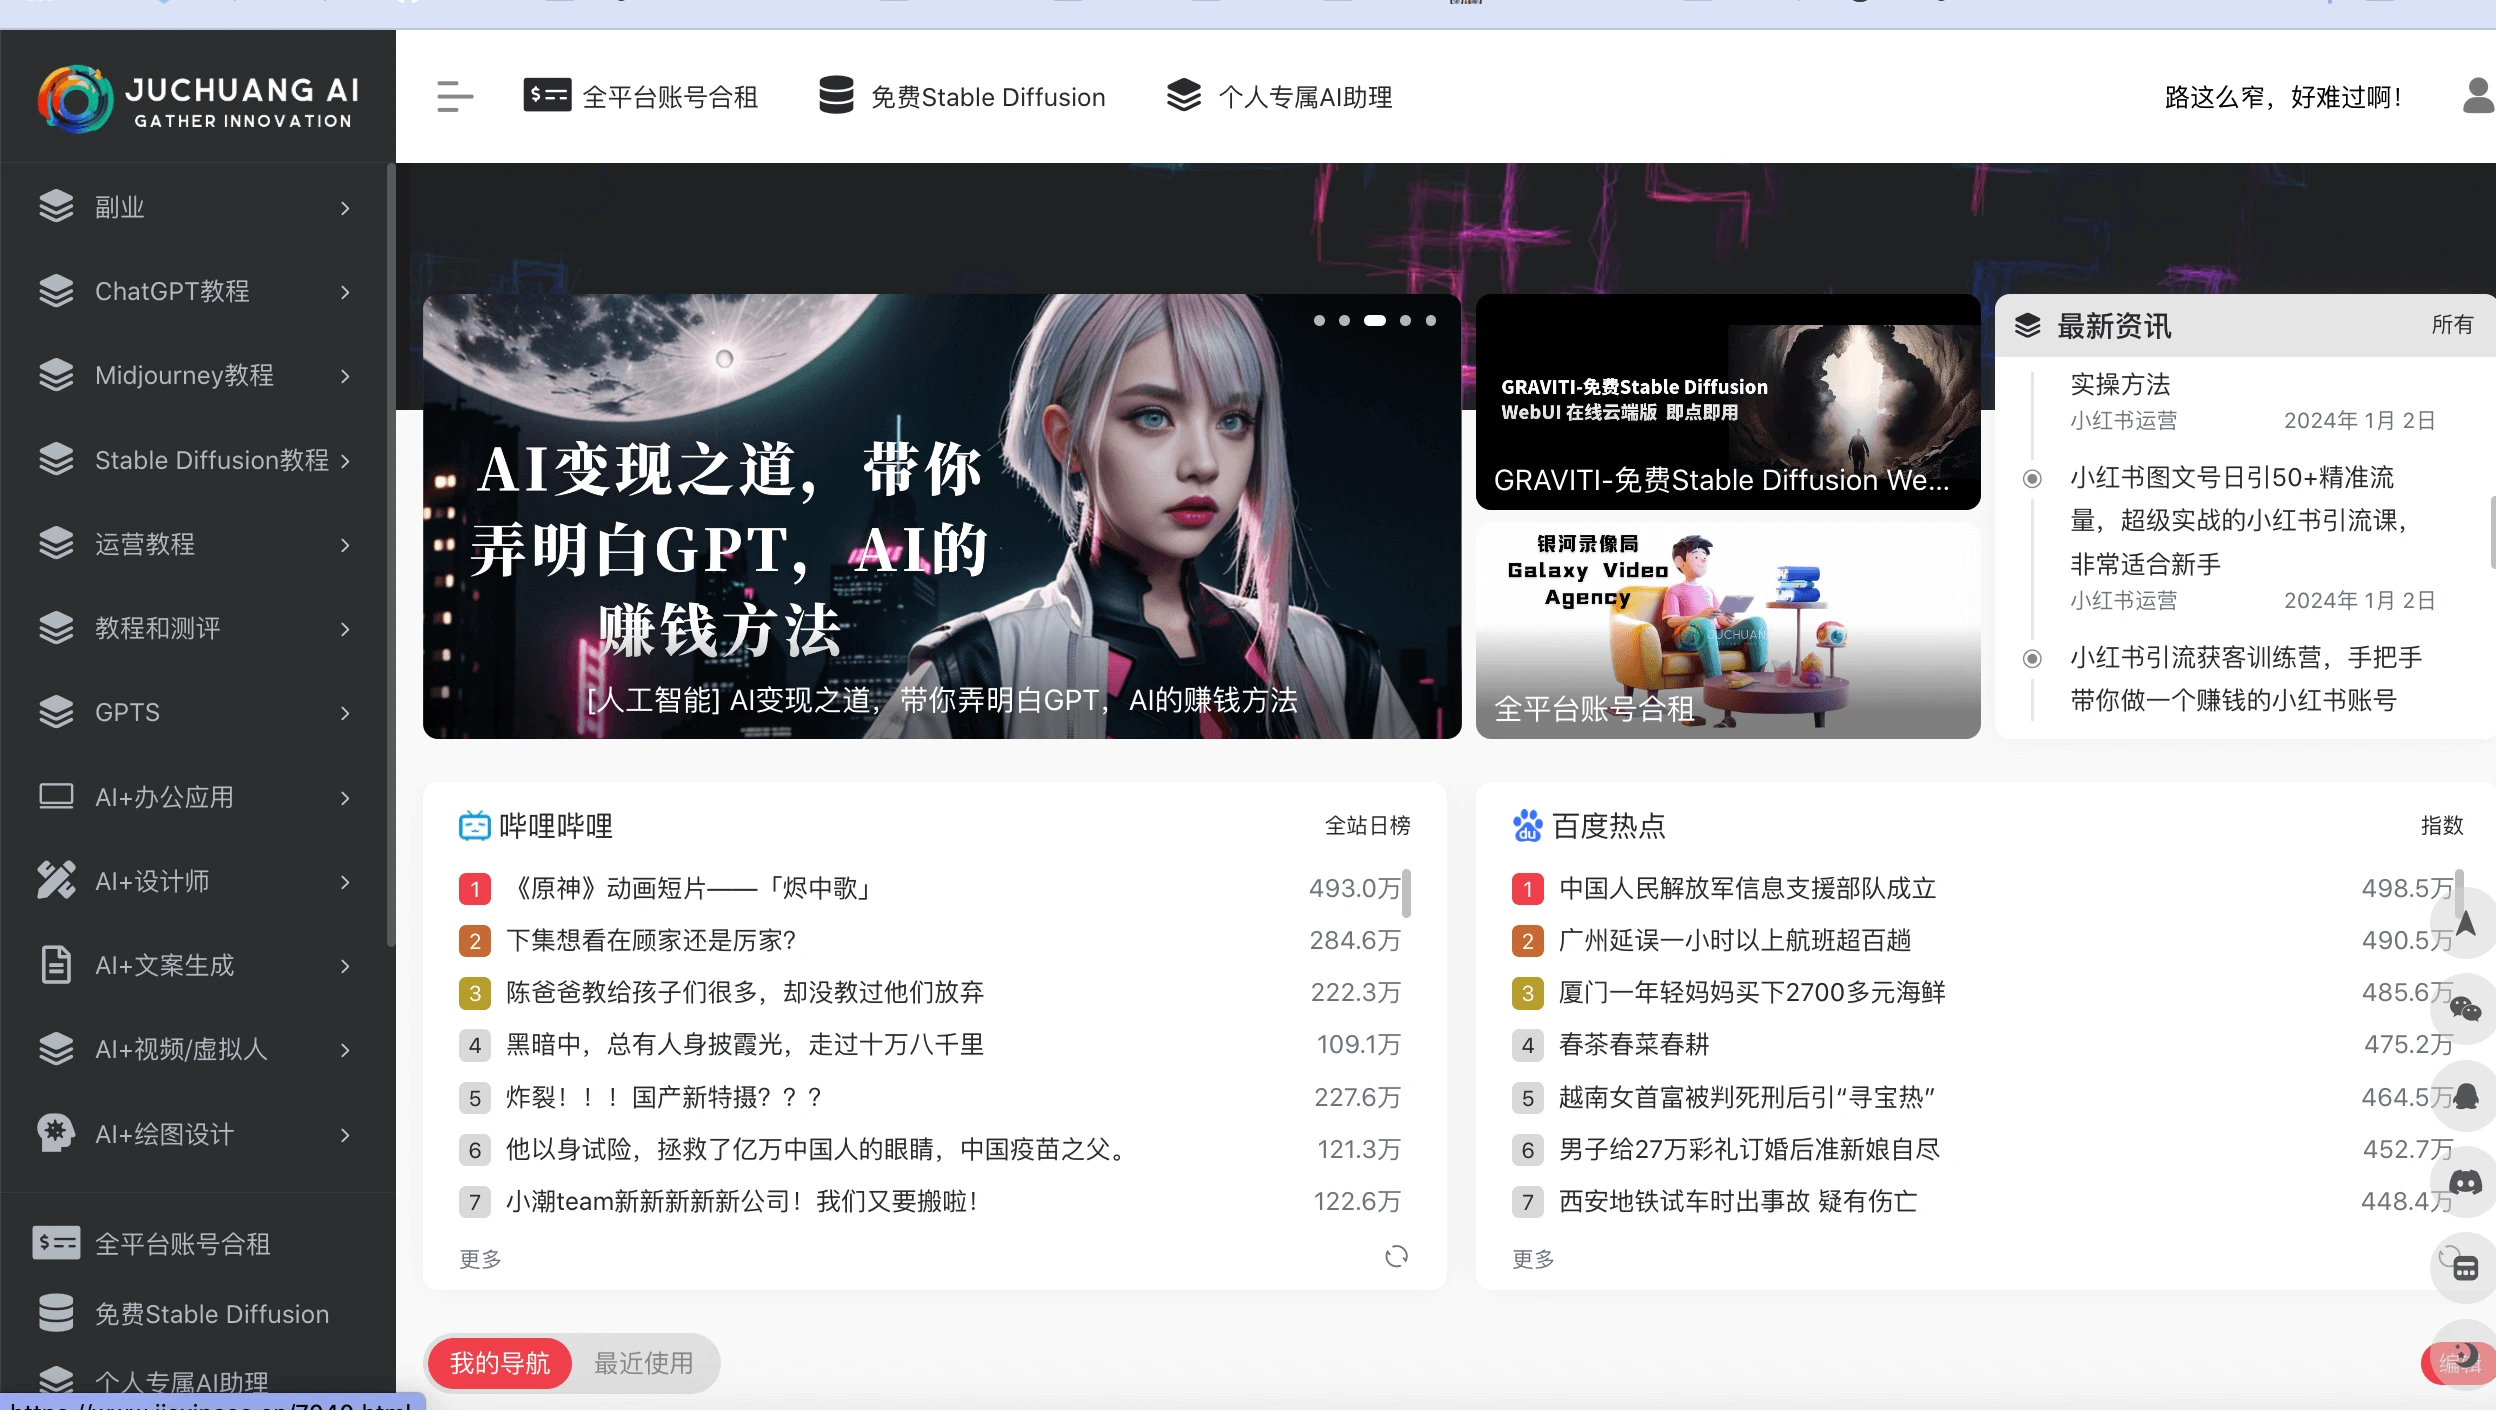 JUCHUANG AI
GATHER INNOVATION
全平台账号合租
免费Stable Diffusion
个人专属AI助理
路这么窄，好难过啊！
副业
ChatGPT教程
Midjourney教程
Stable Diffusion教程
运营教程
教程和测评
GPTS
AI+办公应用
AI+设计师
AI+文案生成
AI+视频/虚拟人
AI+绘图设计
全平台账号合租
免费Stable Diffusion
个人专属AI助理
AI变现之道，带你
弄明白GPT，AI的
赚钱方法
[人工智能] AI变现之道，带你弄明白GPT，AI的赚钱方法
GRAVITI-免费Stable Diffusion
WebUI 在线云端版 即点即用
GRAVITI-免费Stable Diffusion We...
银河录像局
Galaxy Video
Agency
JUCHUAN
全平台账号合租
最新资讯
所有
实操方法
小红书运营 2024年 1月 2日
小红书图文号日引50+精准流
量，超级实战的小红书引流课，
非常适合新手
小红书运营 2024年 1月 2日
小红书引流获客训练营，手把手
带你做一个赚钱的小红书账号
哔哩哔哩 全站日榜
1 《原神》动画短片——「烬中歌」 493.0万
2 下集想看在顾家还是厉家？ 284.6万
3 陈爸爸教给孩子们很多，却没教过他们放弃 222.3万
4 黑暗中，总有人身披霞光，走过十万八千里 109.1万
5 炸裂！！！国产新特摄？？？ 227.6万
6 他以身试险，拯救了亿万中国人的眼睛，中国疫苗之父。 121.3万
7 小潮team新新新新新公司！我们又要搬啦！ 122.6万
更多
du 百度热点 指数
1 中国人民解放军信息支援部队成立 498.5万
2 广州延误一小时以上航班超百趟 490.5万
3 厦门一年轻妈妈买下2700多元海鲜 485.6万
4 春茶春菜春耕 475.2万
5 越南女首富被判死刑后引“寻宝热” 464.5万
6 男子给27万彩礼订婚后准新娘自尽 452.7万
7 西安地铁试车时出事故 疑有伤亡 448.4万
更多
我的导航
最近使用
编辑